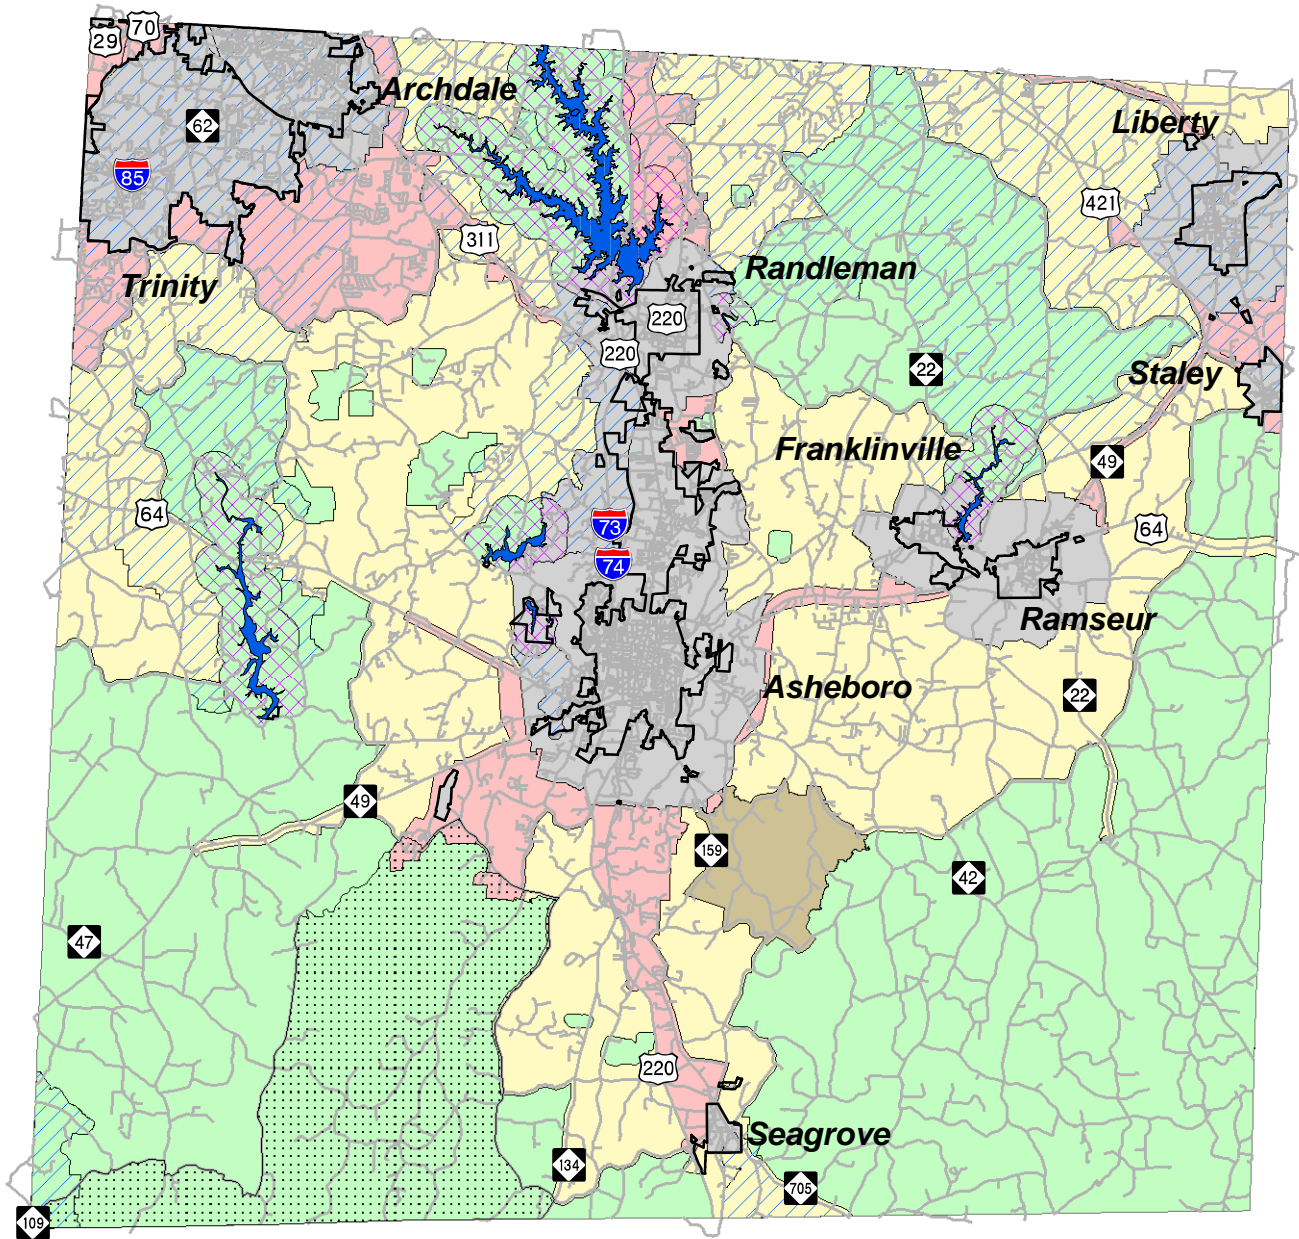 70
29
Archdale
62
Liberty
85
421
311
Randleman
Trinity
220
220
22
Staley
Franklinville
49
64
73
64
74
Ramseur
Asheboro
22
49
159
42
47
220
Seagrove
134
705
109